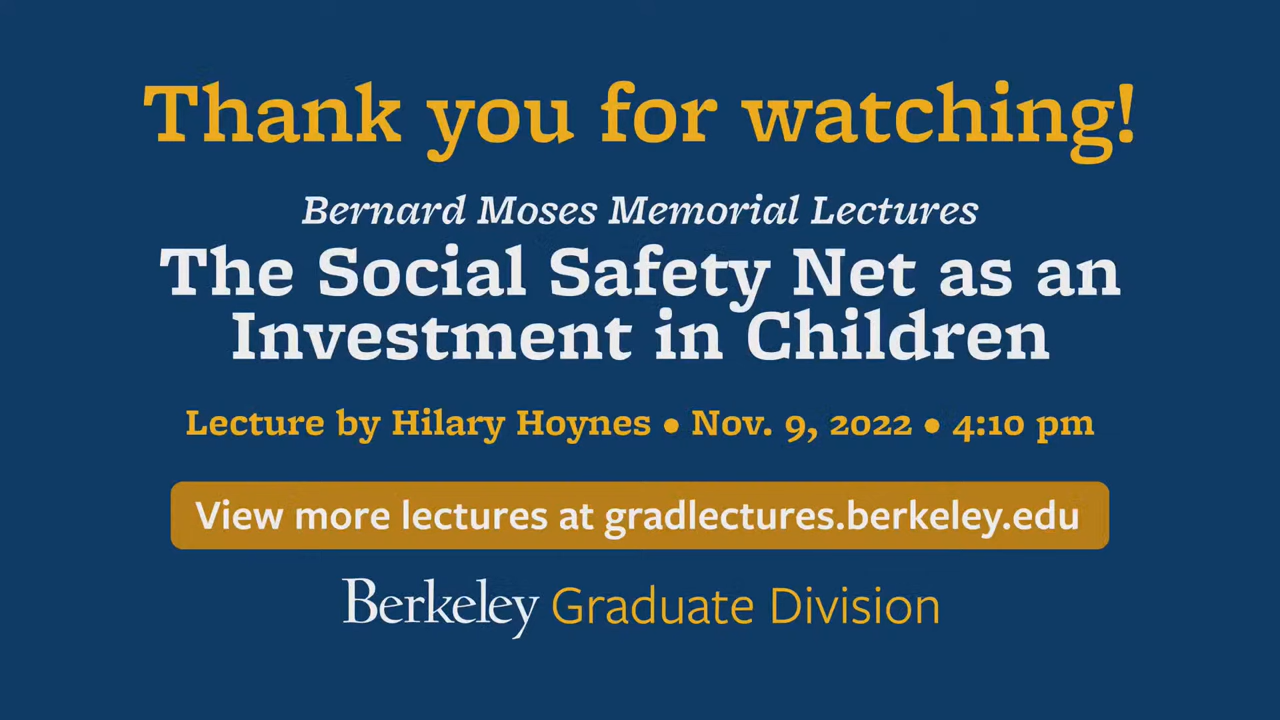 Thank you for watching!
Bernard Moses Memorial Lectures
The Social Safety Net as an
Investment in Children
Lecture by Hilary Hoynes • Nov. 9, 2022 • 4:10 pm
View more lectures at gradlectures.berkeley.edu
Berkeley Graduate Division